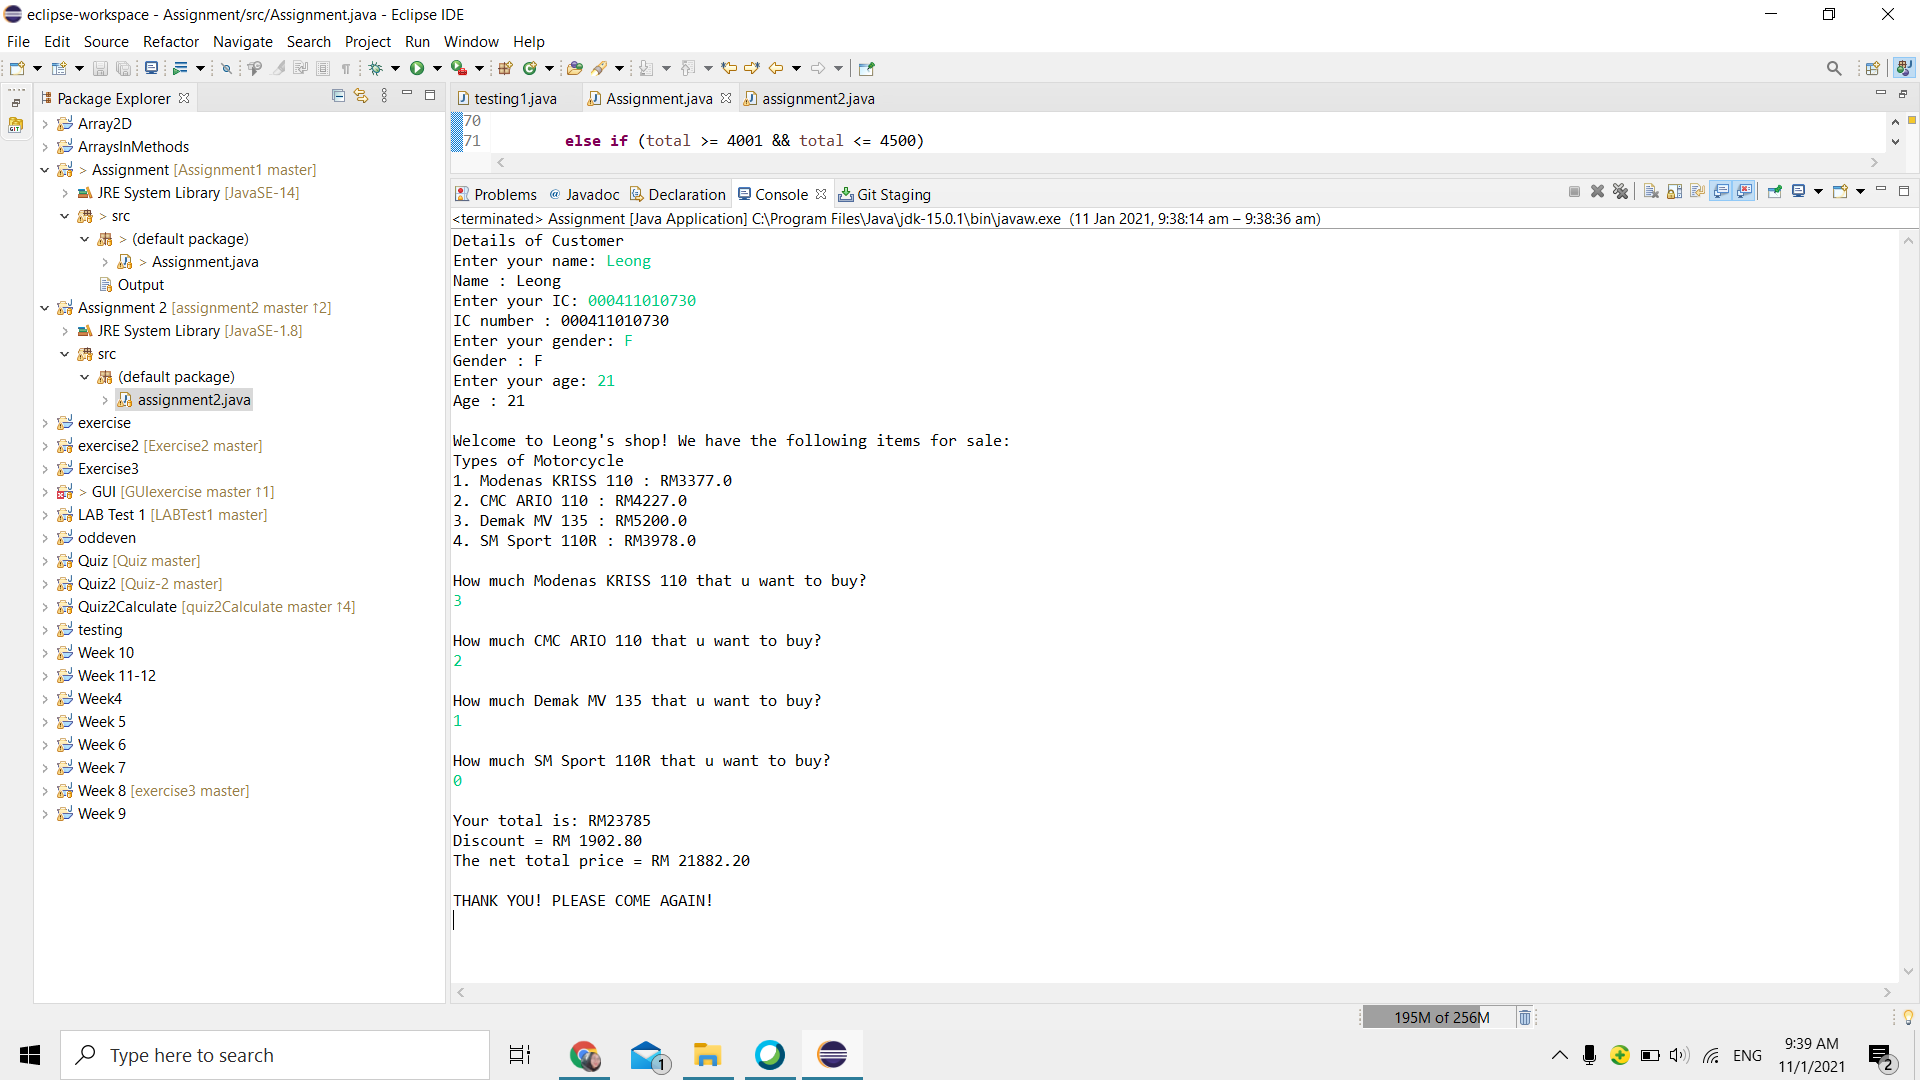 eclipse-workspace - Assignment/src/Assignment.java - Eclipse IDE
File Edit Source Refactor Navigate Search Project Run Window Help
Package Explorer
Array2D
ArraysInMethods
> Assignment [Assignment1 master]
JRE System Library [JavaSE-14]
> src
> (default package)
> Assignment.java
Output
Assignment 2 [assignment2 master ↑2]
JRE System Library [JavaSE-1.8]
src
(default package)
assignment2.java
exercise
exercise2 [Exercise2 master]
Exercise3
> GUI [GUIexercise master ↑1]
LAB Test 1 [LABTest1 master]
oddeven
Quiz [Quiz master]
Quiz2 [Quiz-2 master]
Quiz2Calculate [quiz2Calculate master ↑4]
testing
Week 10
Week 11-12
Week4
Week 5
Week 6
Week 7
Week 8 [exercise3 master]
Week 9
testing1.java Assignment.java assignment2.java
70
71 else if (total >= 4001 && total <= 4500)
Problems @ Javadoc Declaration Console Git Staging
<terminated> Assignment [Java Application] C:\Program Files\Java\jdk-15.0.1\bin\javaw.exe (11 Jan 2021, 9:38:14 am – 9:38:36 am)
Details of Customer
Enter your name: Leong
Name : Leong
Enter your IC: 000411010730
IC number : 000411010730
Enter your gender: F
Gender : F
Enter your age: 21
Age : 21
Welcome to Leong's shop! We have the following items for sale:
Types of Motorcycle
1. Modenas KRISS 110 : RM3377.0
2. CMC ARIO 110 : RM4227.0
3. Demak MV 135 : RM5200.0
4. SM Sport 110R : RM3978.0
How much Modenas KRISS 110 that u want to buy?
3
How much CMC ARIO 110 that u want to buy?
2
How much Demak MV 135 that u want to buy?
1
How much SM Sport 110R that u want to buy?
0
Your total is: RM23785
Discount = RM 1902.80
The net total price = RM 21882.20
THANK YOU! PLEASE COME AGAIN!
195M of 256M
Type here to search
1
ENG
9:39 AM
11/1/2021
2